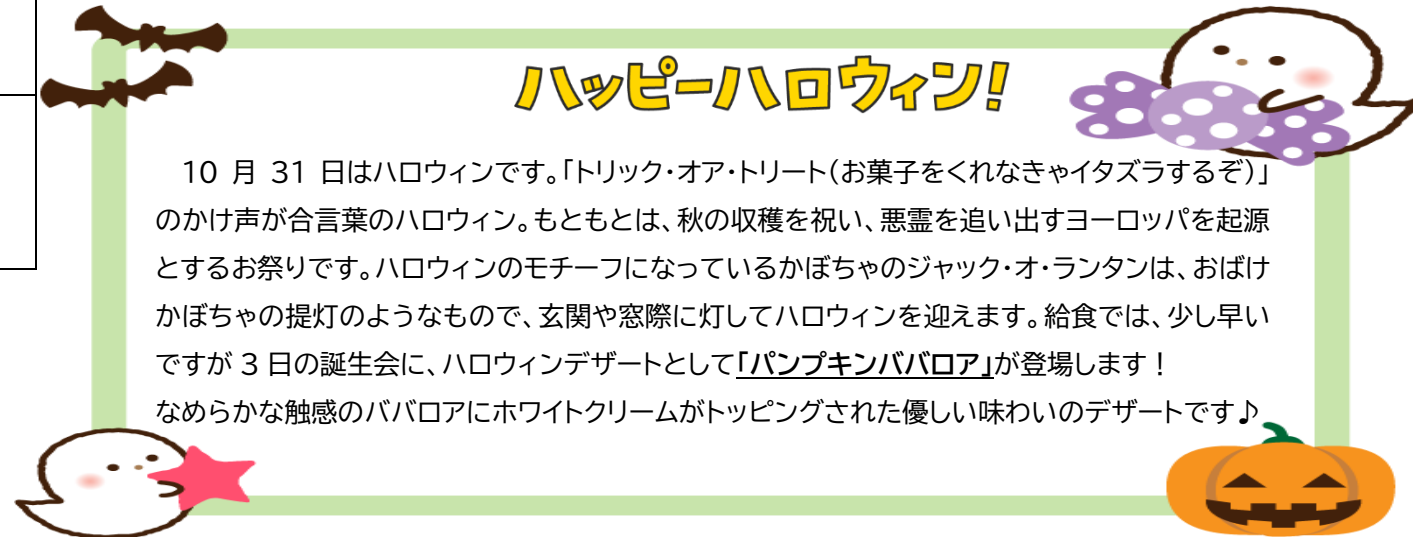 ハッピーハロウィン!
10 月 31 日はハロウィンです。「トリック・オア・トリート(お菓子をくれなきゃイタズラするぞ)」
のかけ声が合言葉のハロウィン。もともとは、秋の収穫を祝い、悪霊を追い出すヨーロッパを起源
とするお祭りです。ハロウィンのモチーフになっているかぼちゃのジャック・オ・ランタンは、おばけ
かぼちゃの提灯のようなもので、玄関や窓際に灯してハロウィンを迎えます。給食では、少し早い
ですが 3 日の誕生会に、ハロウィンデザートとして「パンプキンババロア」が登場します!
なめらかな触感のババロアにホワイトクリームがトッピングされた優しい味わいのデザートです♪